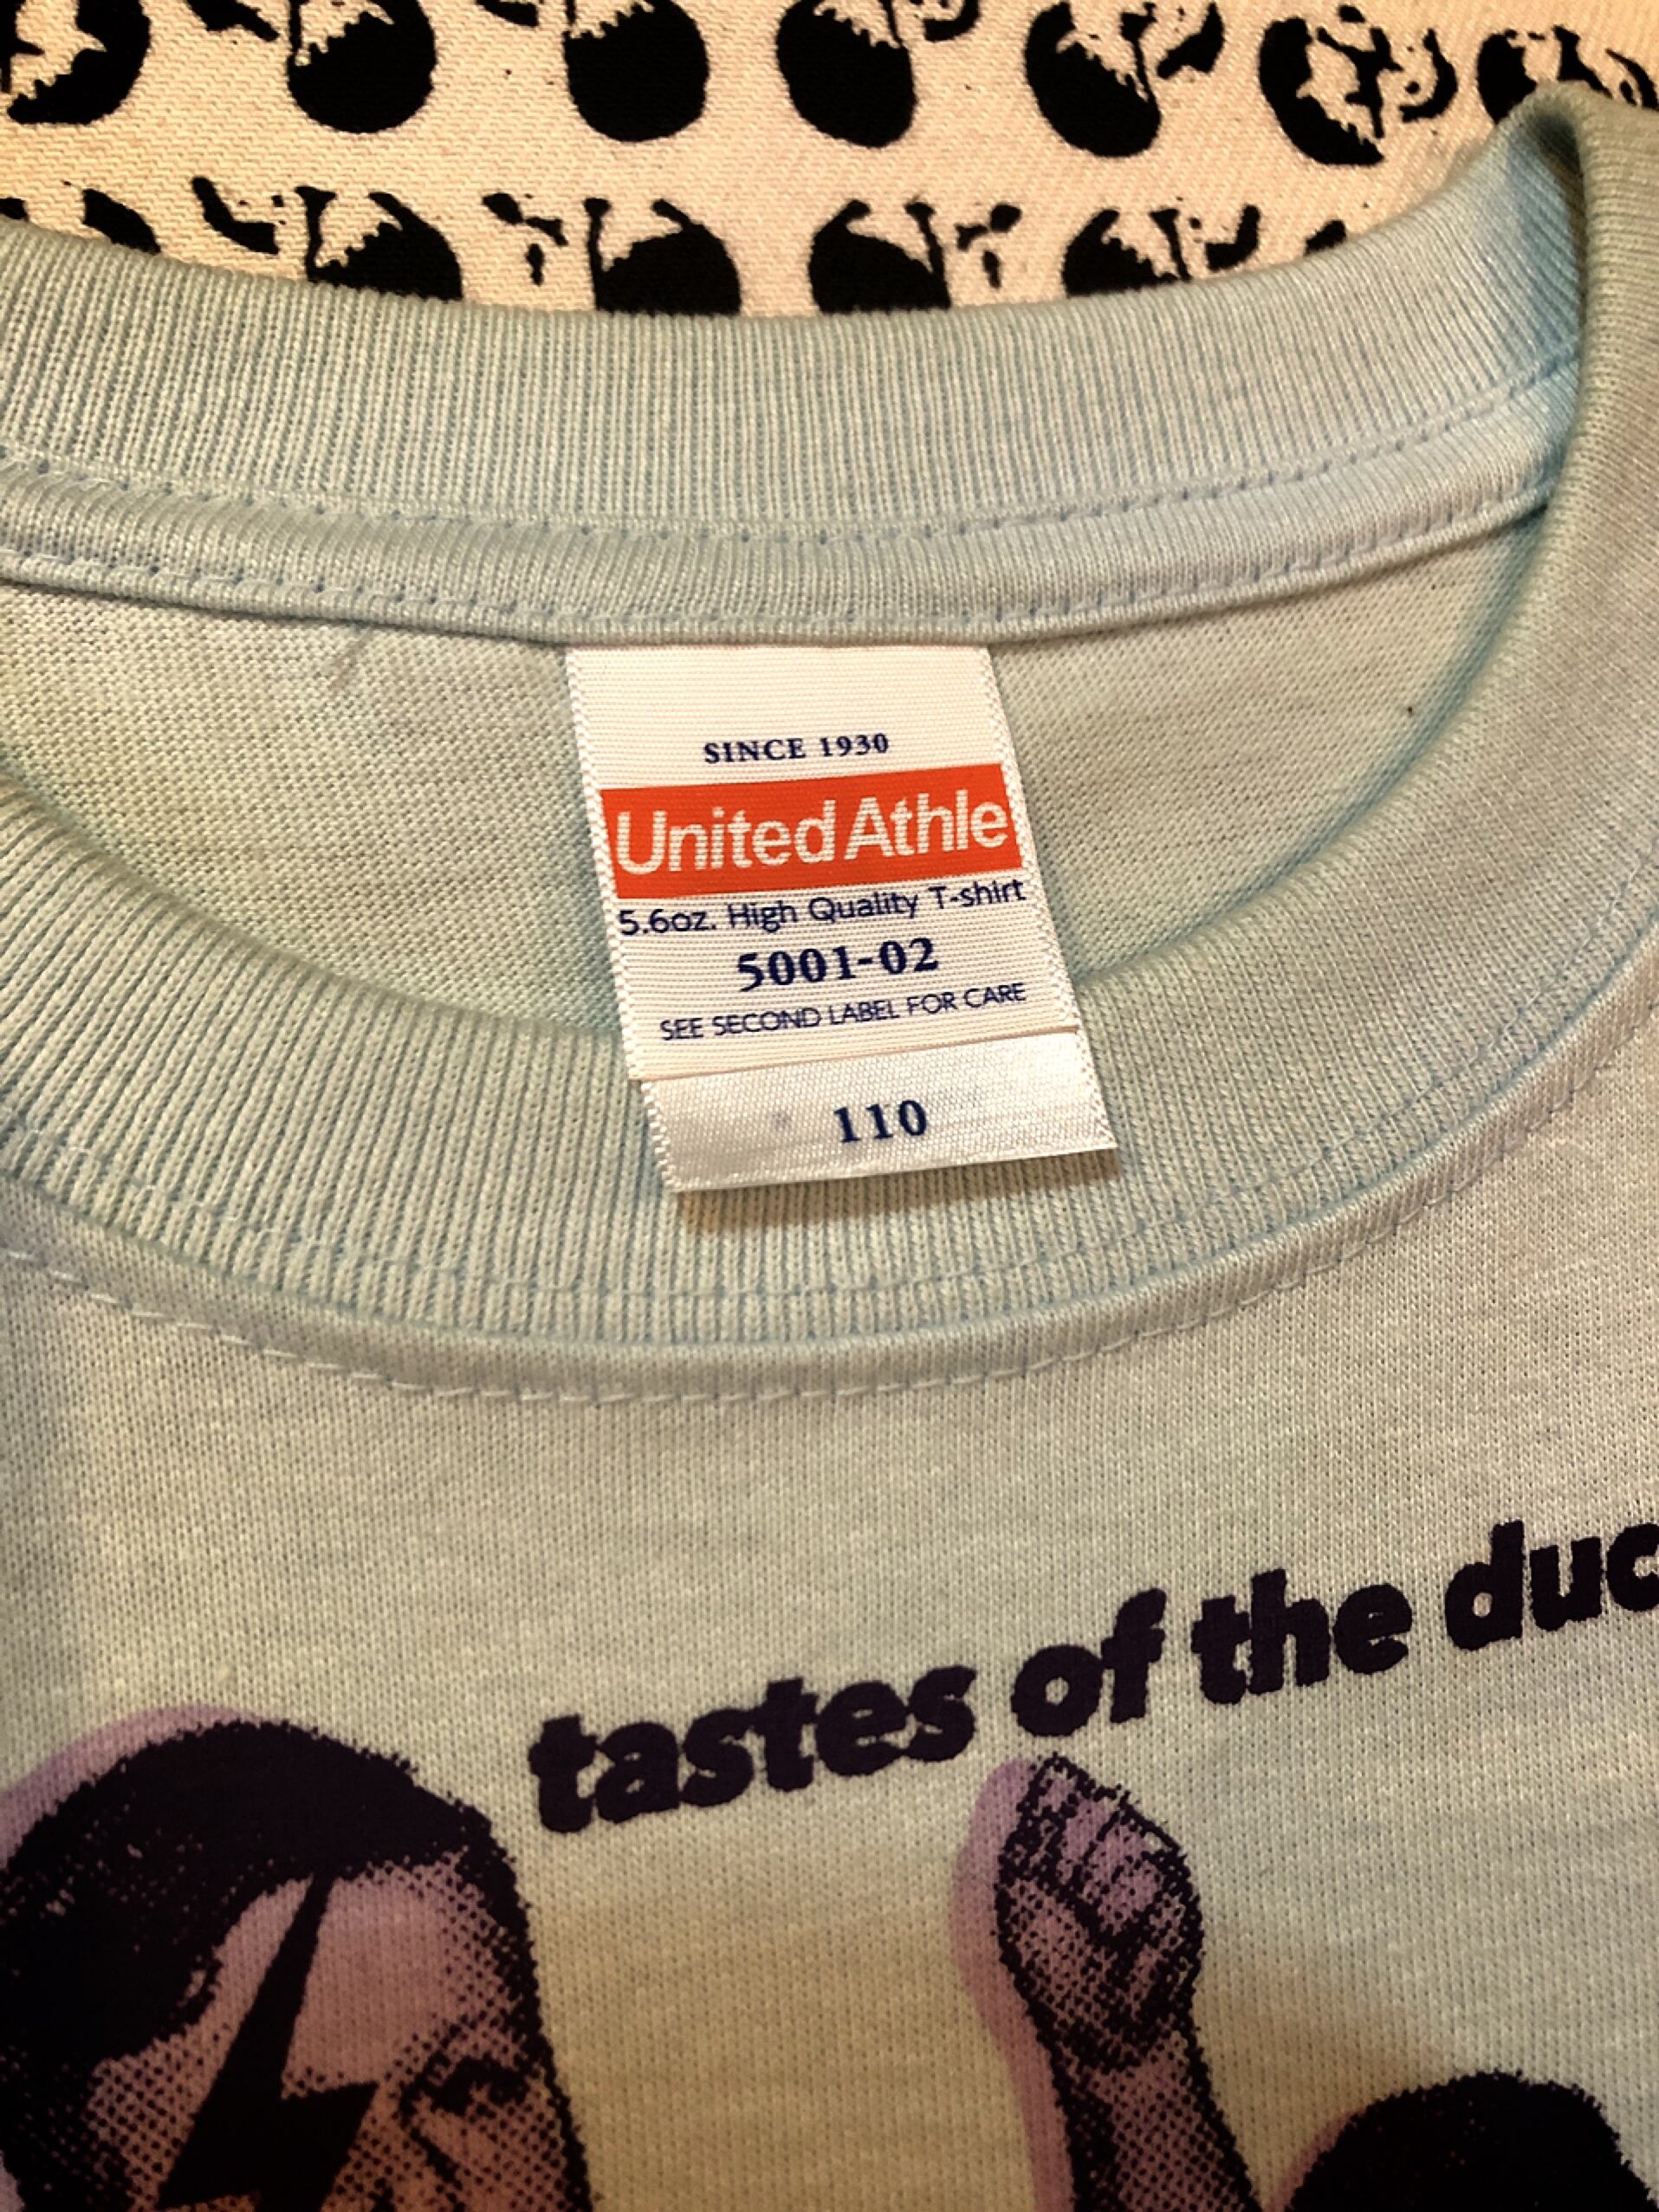 SINCE 1930
United Athle
5.6oz. High Quality T-shirt
5001-02
SEE SECOND LABEL FOR CARE
110
tastes of the duc